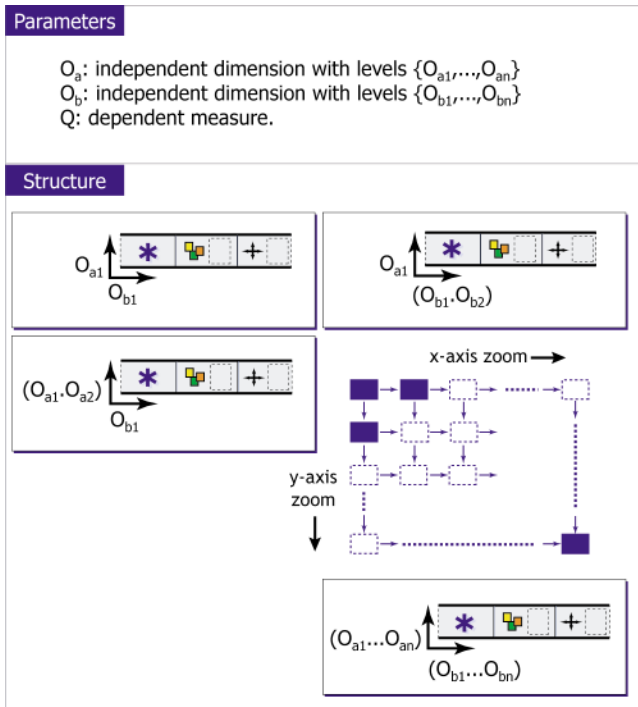 Parameters
Oa: independent dimension with levels {Oa1,...,Oan}
Ob: independent dimension with levels {Ob1,...,Obn}
Q: dependent measure.
Structure
Oa1
*
Ob1
Oa1
*
(Ob1.Ob2)
(Oa1.Oa2)
*
Ob1
x-axis zoom
y-axis
zoom
(Oa1...Oan)
*
(Ob1...Obn)